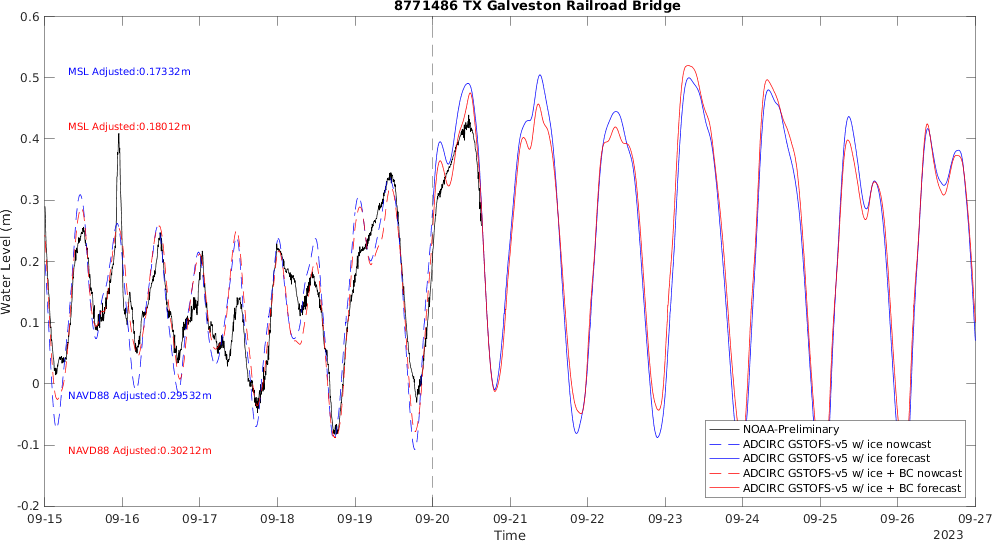 8771486 TX Galveston Railroad Bridge
0.6
0.5
0.4
0.3
0.2
0.1
0
-0.1
-0.2
Water Level (m)
MSL Adjusted:0.17332m
MSL Adjusted:0.18012m
NAVD88 Adjusted:0.29532m
NAVD88 Adjusted:0.30212m
NOAA-Preliminary
ADCIRC GSTOFS-v5 w/ ice nowcast
ADCIRC GSTOFS-v5 w/ ice forecast
ADCIRC GSTOFS-v5 w/ ice + BC nowcast
ADCIRC GSTOFS-v5 w/ ice + BC forecast
09-15 09-16 09-17 09-18 09-19 09-20 09-21 09-22 09-23 09-24 09-25 09-26 09-27
Time
2023